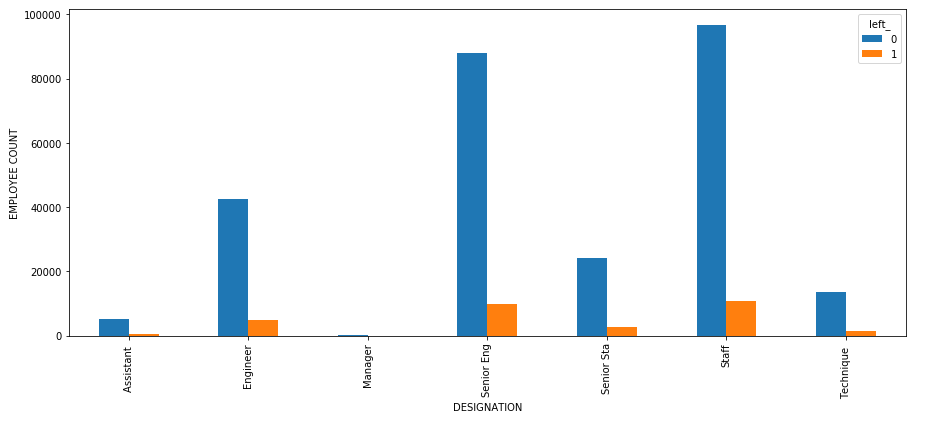 100000
80000
60000
40000
20000
0
EMPLOYEE COUNT
left_
0
1
Assistant
Engineer
Manager
Senior Eng
Senior Sta
Staff
Technique
DESIGNATION